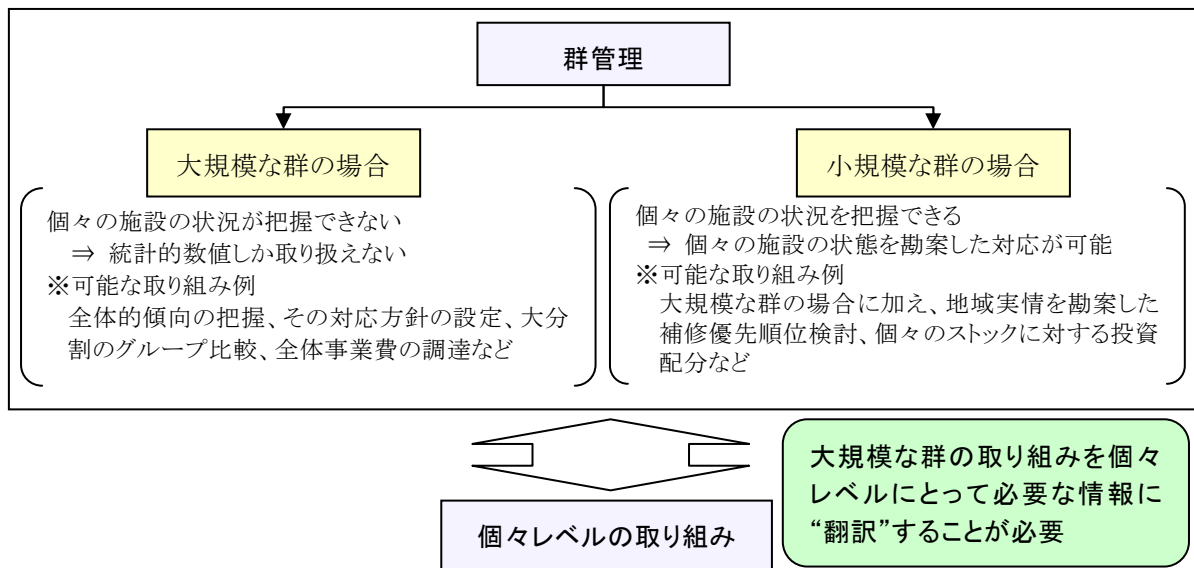 群管理
大規模な群の場合
個々の施設の状況が把握できない
⇒ 統計的数値しか取り扱えない
※可能な取り組み例
全体的傾向の把握、その対応方針の設定、大分
割のグループ比較、全体事業費の調達など
小規模な群の場合
個々の施設の状況を把握できる
⇒ 個々の施設の状態を勘案した対応が可能
※可能な取り組み例
大規模な群の場合に加え、地域実情を勘案した
補修優先順位検討、個々のストックに対する投資
配分など
大規模な群の取り組みを個々
レベルにとって必要な情報に
“翻訳”することが必要
個々レベルの取り組み